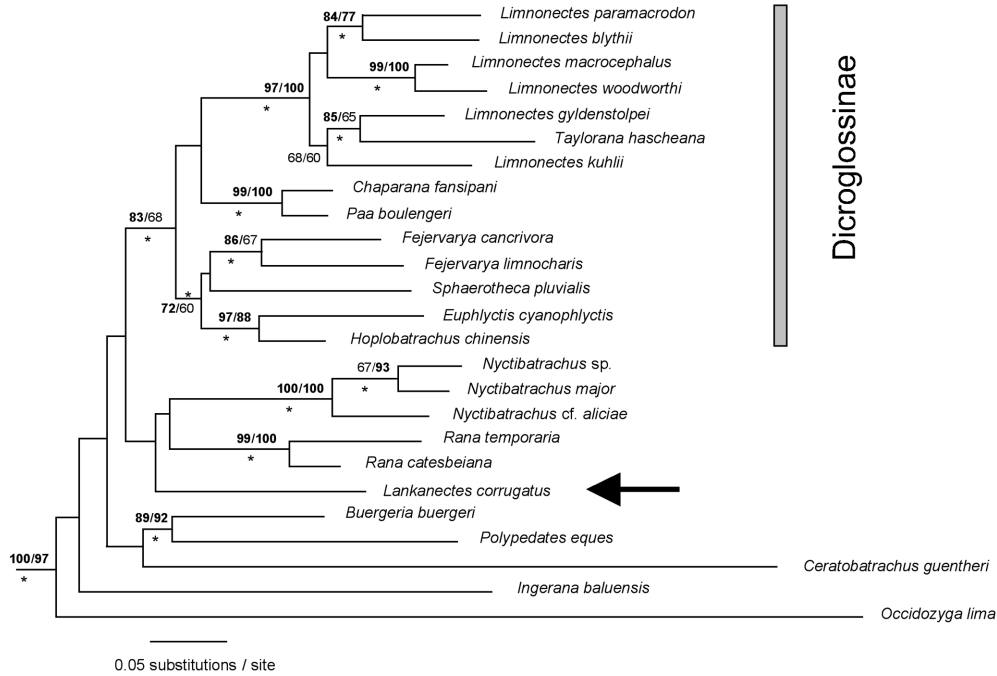 84/77
*
Limnonectes paramacrodon
Limnonectes blythii
99/100
*
Limnonectes macrocephalus
Limnonectes woodworthi
97/100
*
85/65
*
Limnonectes gyldenstolpei
Taylorana hascheana
68/60
Limnonectes kuhlii
99/100
*
Chaparana fansipani
Paa boulengeri
83/68
*
86/67
*
Fejervarya cancrivora
Fejervarya limnocharis
Sphaerotheca pluvialis
*
72/60
97/88
*
Euphlyctis cyanophlyctis
Hoplobatrachus chinensis
Dicroglossinae
67/93
*
Nyctibatrachus sp.
Nyctibatrachus major
100/100
*
Nyctibatrachus cf. aliciae
99/100
*
Rana temporaria
Rana catesbeiana
Lankanectes corrugatus
89/92
*
Buergeria buergeri
Polypedates eques
Ceratobatrachus guentheri
100/97
*
Ingerana baluensis
Occidozyga lima
0.05 substitutions / site